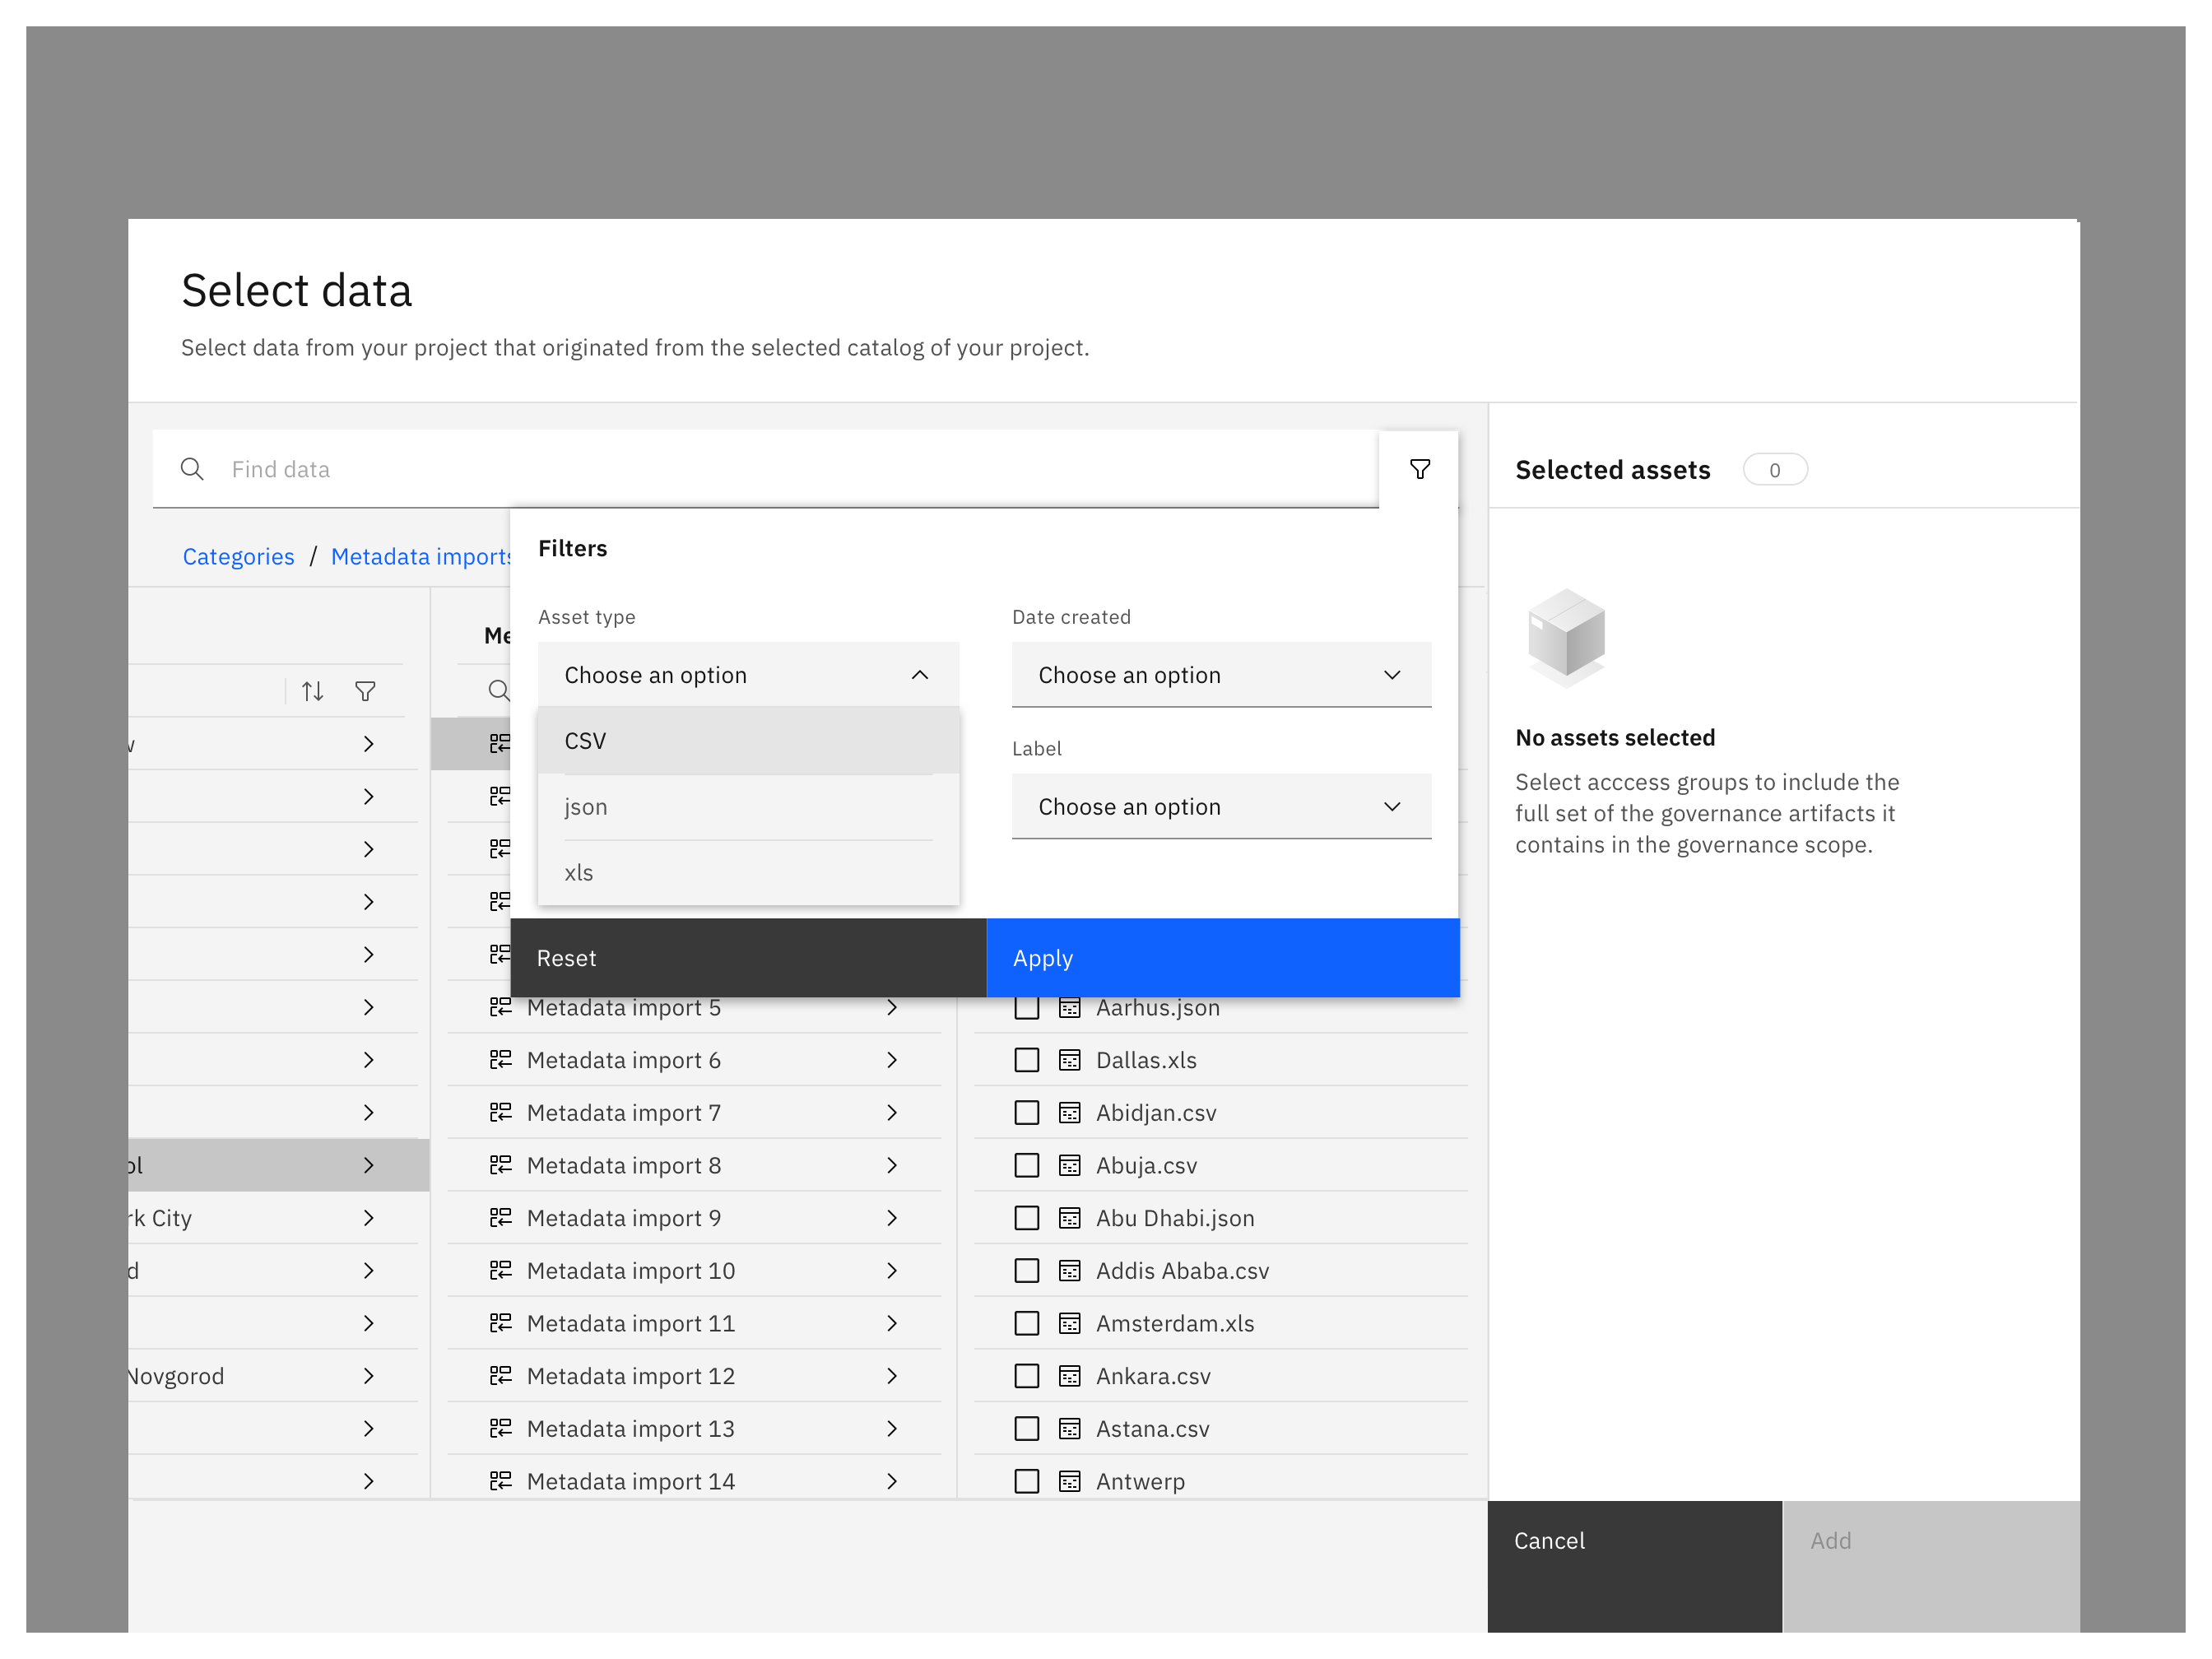 Select data
Select data from your project that originated from the selected catalog of your project.
Find data
Selected assets 0
Categories / Metadata imports
Filters
Asset type
Choose an option
CSV
json
xls
Date created
Choose an option
Label
Choose an option
Reset
Apply
No assets selected
Select acccess groups to include the
full set of the governance artifacts it
contains in the governance scope.
Me
ol
rk City
d
Novgorod
Metadata import 5
Metadata import 6
Metadata import 7
Metadata import 8
Metadata import 9
Metadata import 10
Metadata import 11
Metadata import 12
Metadata import 13
Metadata import 14
Aarhus.json
Dallas.xls
Abidjan.csv
Abuja.csv
Abu Dhabi.json
Addis Ababa.csv
Amsterdam.xls
Ankara.csv
Astana.csv
Antwerp
Cancel
Add